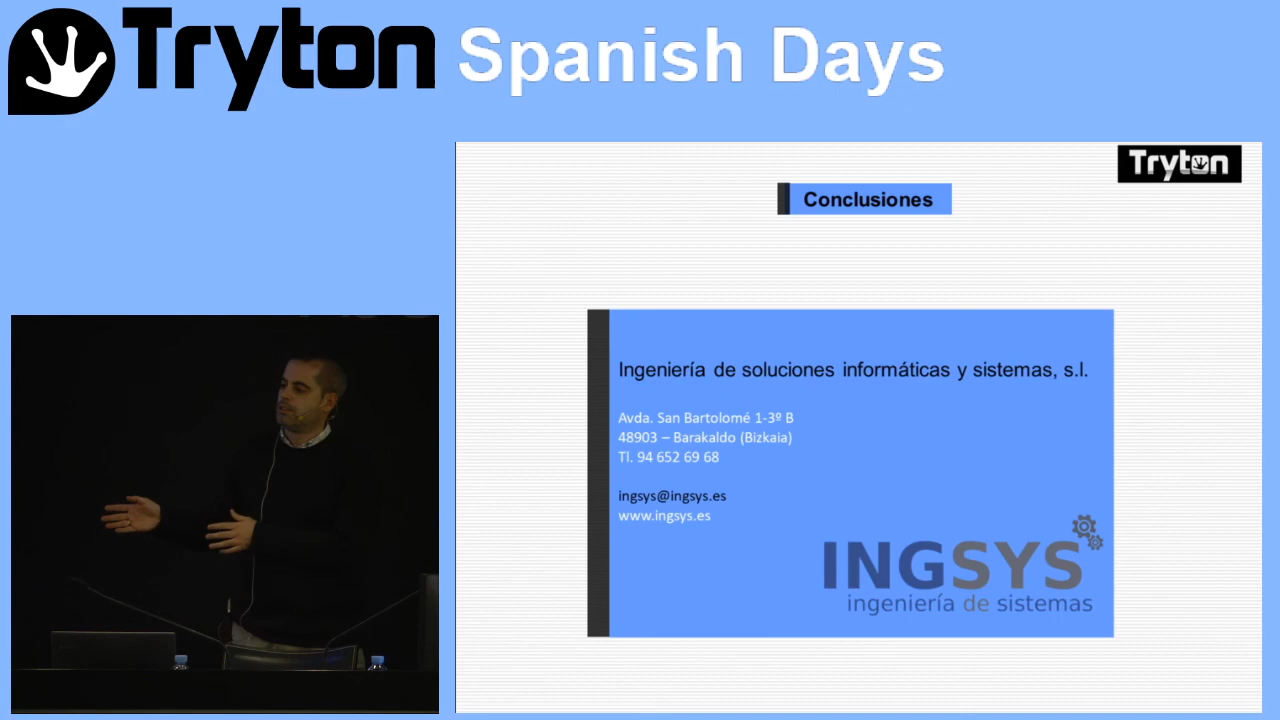 Tryton Spanish Days
Tryton
Conclusiones
Ingeniería de soluciones informáticas y sistemas, s.l.
Avda. San Bartolomé 1-3º B
48903 – Barakaldo (Bizkaia)
Tl. 94 652 69 68
ingsys@ingsys.es
www.ingsys.es
INGSYS
ingeniería de sistemas